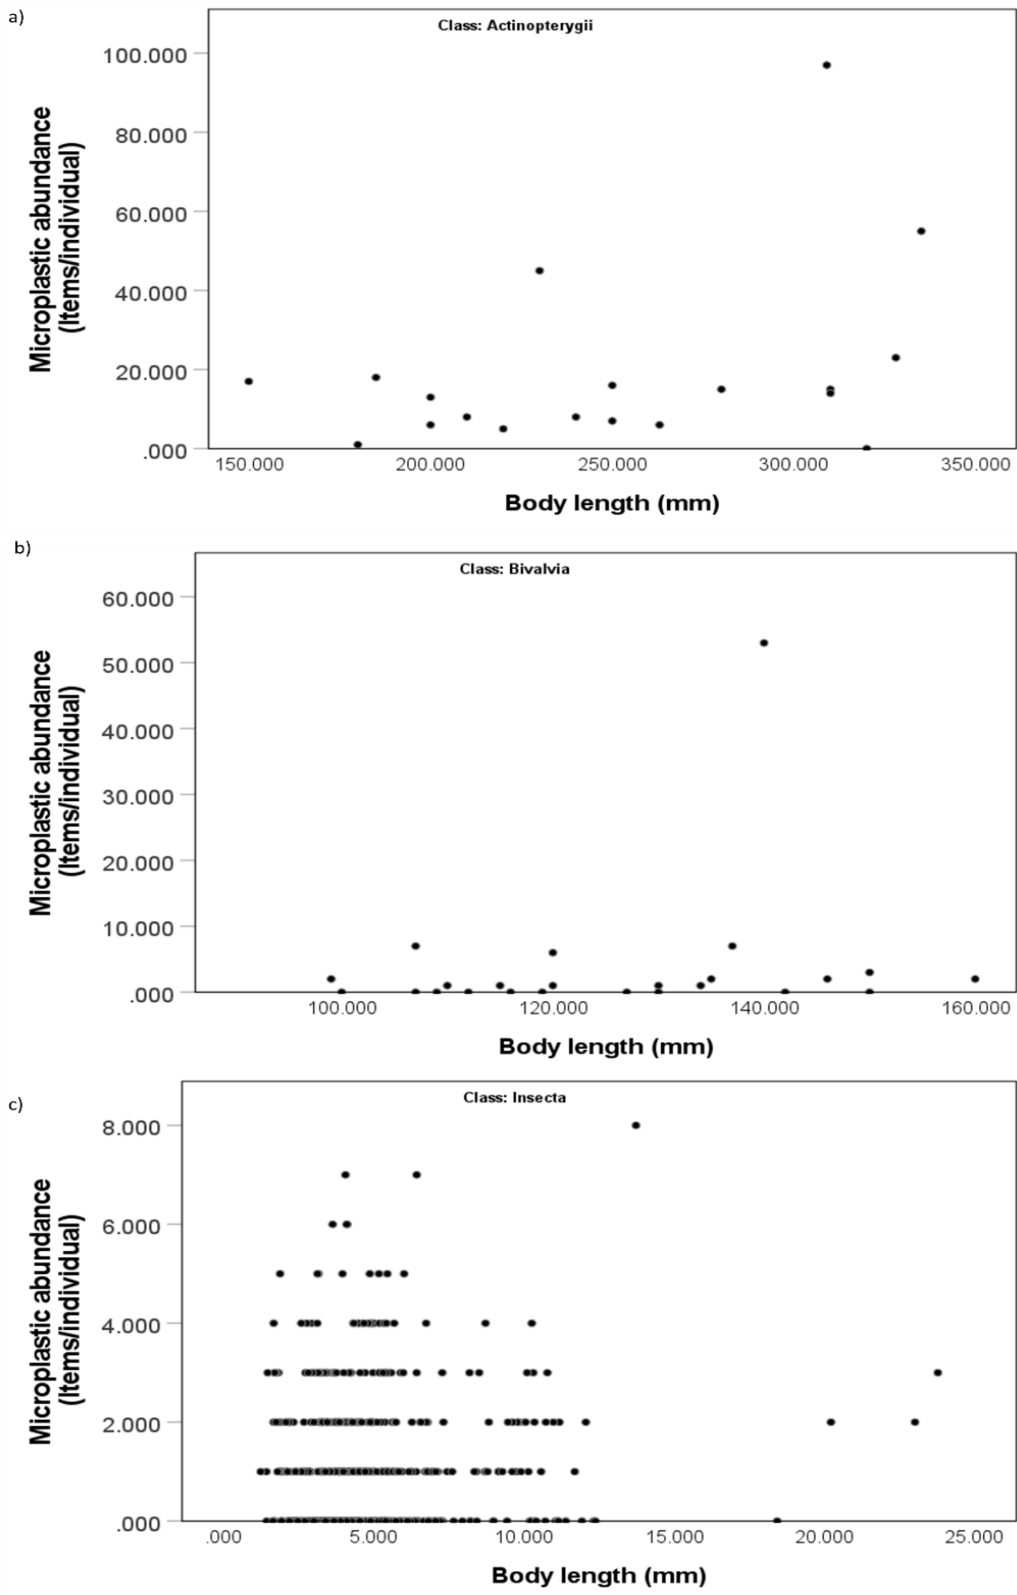 a)
Class: Actinopterygii
100.000
80.000
60.000
40.000
20.000
.000
Microplastic abundance
(Items/individual)
150.000 200.000 250.000 300.000 350.000
Body length (mm)
b)
Class: Bivalvia
60.000
50.000
40.000
30.000
20.000
10.000
.000
Microplastic abundance
(Items/individual)
100.000 120.000 140.000 160.000
Body length (mm)
c)
Class: Insecta
8.000
6.000
4.000
2.000
.000
Microplastic abundance
(Items/individual)
.000 5.000 10.000 15.000 20.000 25.000
Body length (mm)